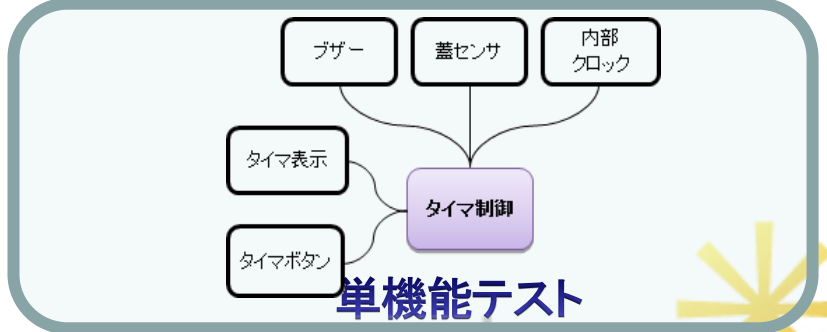 ブザー
蓋センサ
内部
クロック
タイマ表示
タイマ制御
タイマボタン
単機能テスト